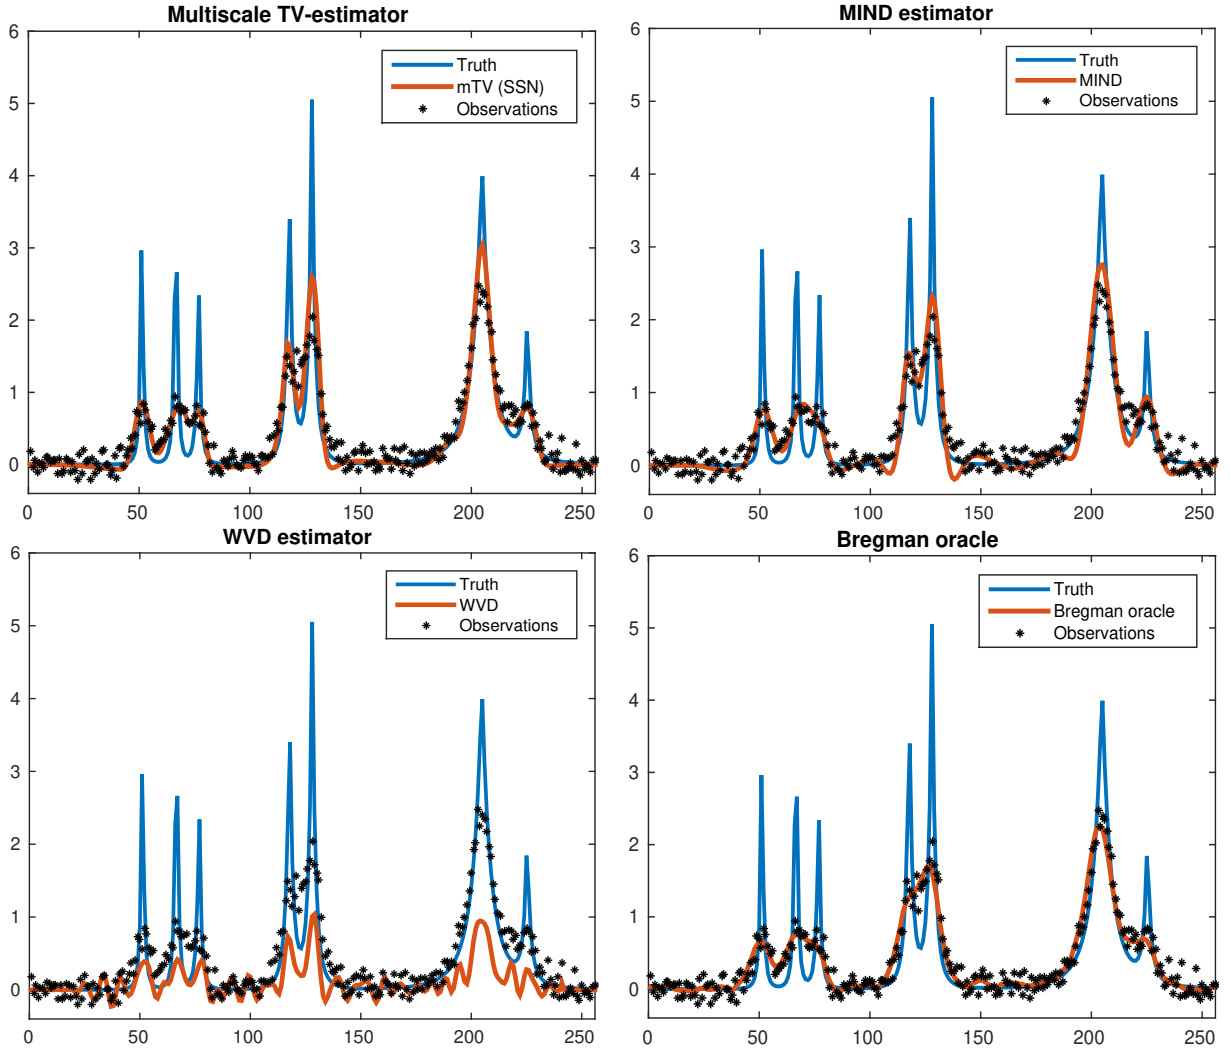 Multiscale TV-estimator
6
5
4
3
2
1
0
0 50 100 150 200 250
Truth
mTV (SSN)
Observations
MIND estimator
6
5
4
3
2
1
0
0 50 100 150 200 250
Truth
MIND
Observations
WVD estimator
6
5
4
3
2
1
0
0 50 100 150 200 250
Truth
WVD
Observations
Bregman oracle
6
5
4
3
2
1
0
0 50 100 150 200 250
Truth
Bregman oracle
Observations